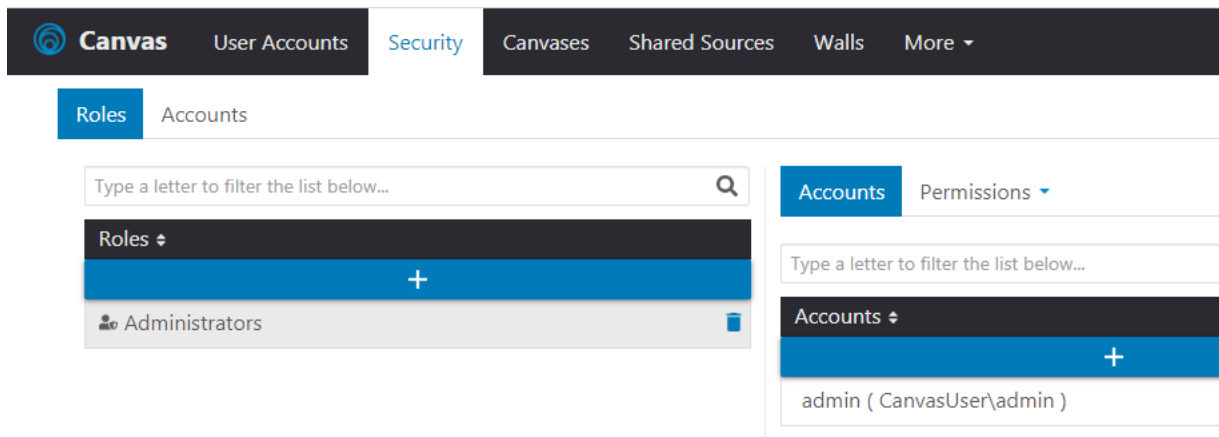 Canvas User Accounts Security Canvases Shared Sources Walls More
Roles Accounts
Type a letter to filter the list below...
Roles
+
Administrators
Accounts Permissions
Type a letter to filter the list below...
Accounts
+
admin ( CanvasUser\admin )